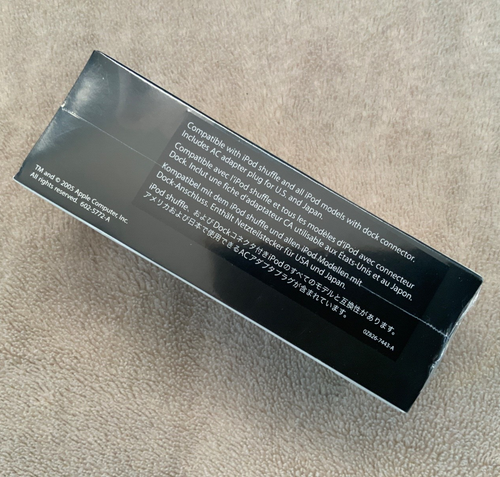 Compatible with iPod shuffle and all iPod models with dock connector.
Includes AC adapter plug for U.S. and Japan.
Compatible avec l'iPod shuffle et tous les modèles d'iPod avec connecteur
Dock. Inclut une fiche d'adaptateur CA utilisable aux États-Unis et au Japon.
Kompatibel mit dem iPod shuffle und allen iPod-Modellen mit
Dock-Anschluss. Enthält Netzteilstecker für USA und Japan.
iPod shuffle、およびDockコネクタ付きiPodのすべてのモデルと互換性があります。
アメリカおよび日本で使用できるACアダプタプラグが含まれています。
0Z826-7443-A
TM and © 2005 Apple Computer, Inc.
All rights reserved. 602-5772-A